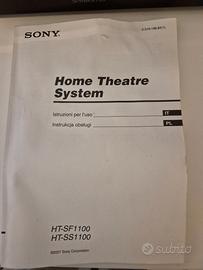 SONY
Home Theatre
System
Istruzioni per l'uso
IT
Instrukcja obsługi
PL
HT-SF1100
HT-SS1100
©2007 Sony Corporation
subito